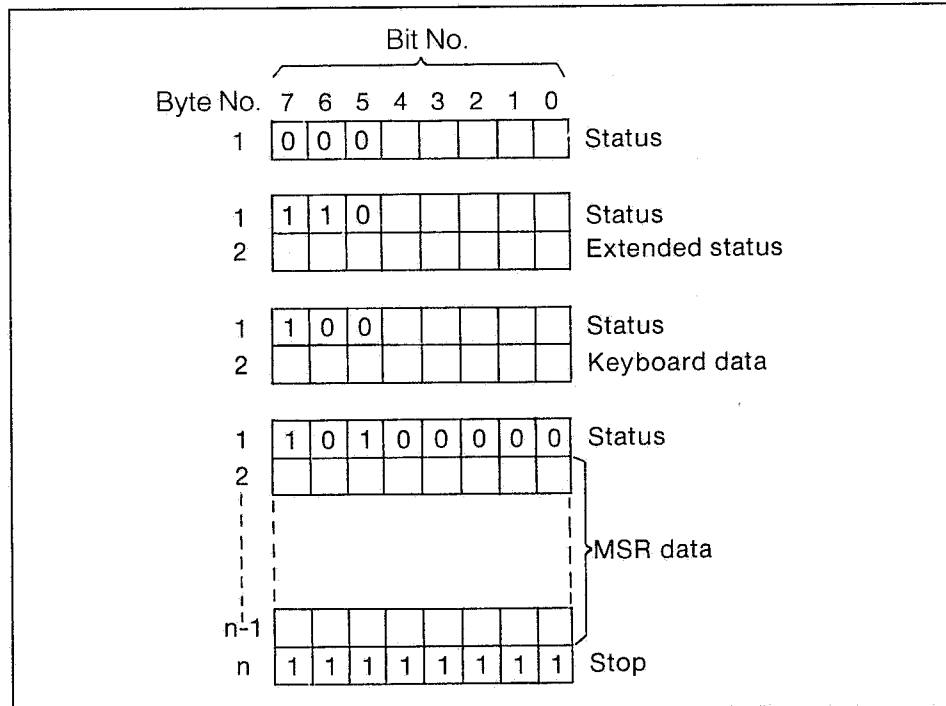 Bit No.
Byte No. 7 6 5 4 3 2 1 0
1 0 0 0 Status
1 1 1 0 Status
2 Extended status
1 1 0 0 Status
2 Keyboard data
1 1 0 1 0 0 0 0 0 Status
2
MSR data
n-1
n 1 1 1 1 1 1 1 1 Stop